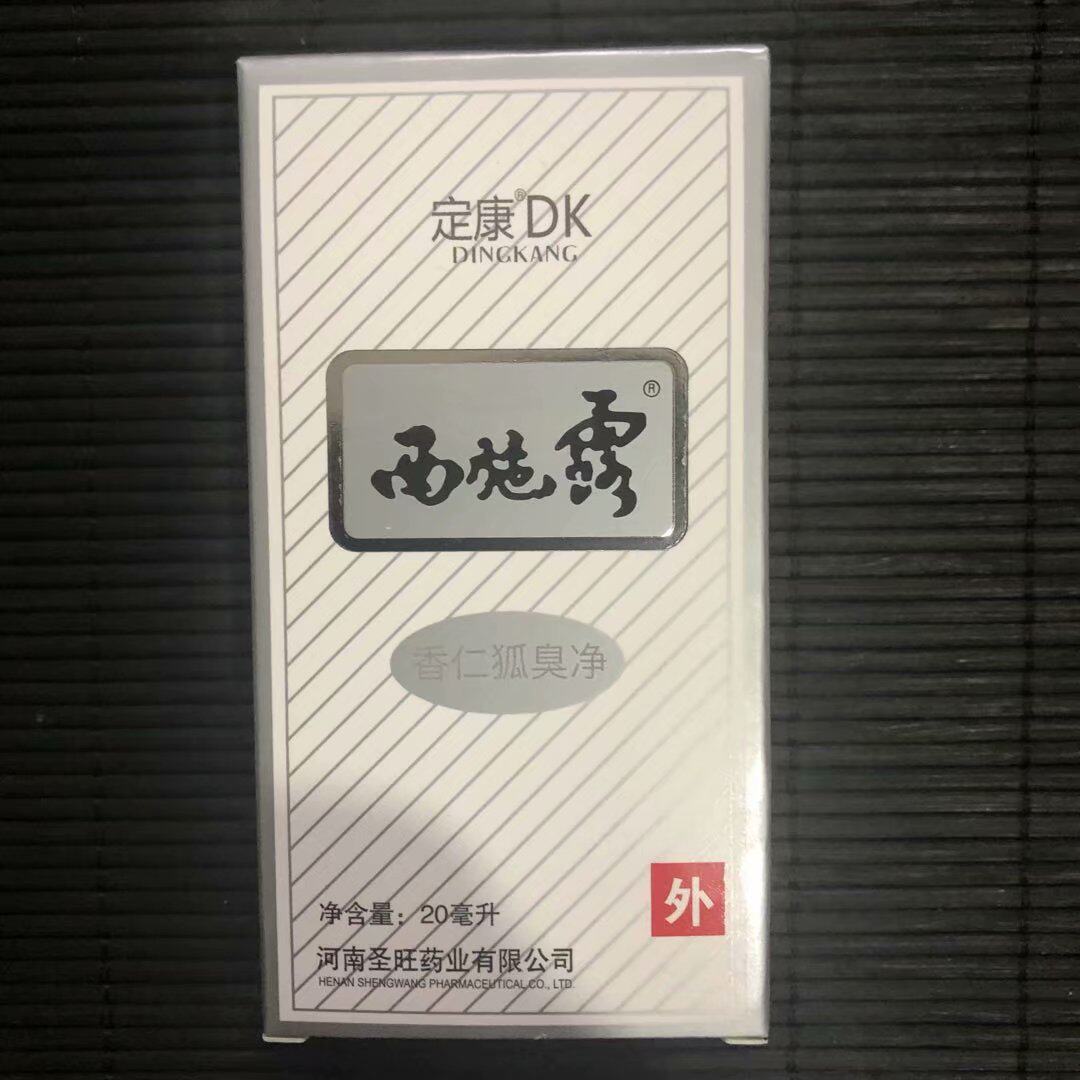 定康®DK
DINGKANG
西施露®
香仁狐臭净
外
净含量：20毫升
河南圣旺药业有限公司
HENAN SHENGWANG PHARMACEUTICAL CO., LTD.